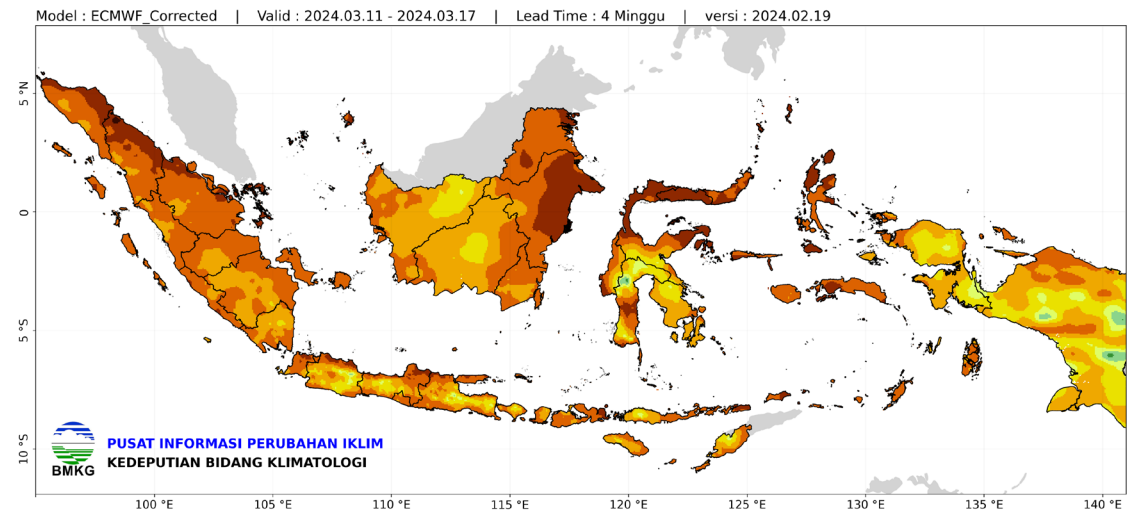 Model : ECMWF_Corrected | Valid : 2024.03.11 - 2024.03.17 | Lead Time : 4 Minggu | versi : 2024.02.19
5 °N
0
5 °S
10 °S
PUSAT INFORMASI PERUBAHAN IKLIM
KEDEPUTIAN BIDANG KLIMATOLOGI
BMKG
100 °E
105 °E
110 °E
115 °E
120 °E
125 °E
130 °E
135 °E
140 °E